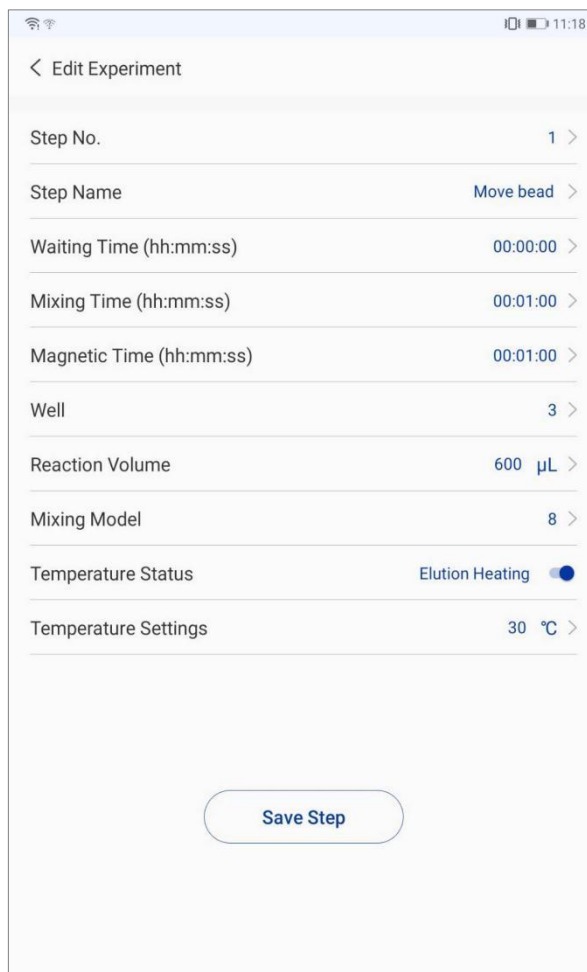 11:18
Edit Experiment
Step No. 1
Step Name Move bead
Waiting Time (hh:mm:ss) 00:00:00
Mixing Time (hh:mm:ss) 00:01:00
Magnetic Time (hh:mm:ss) 00:01:00
Well 3
Reaction Volume 600 µL
Mixing Model 8
Temperature Status Elution Heating
Temperature Settings 30 ℃
Save Step